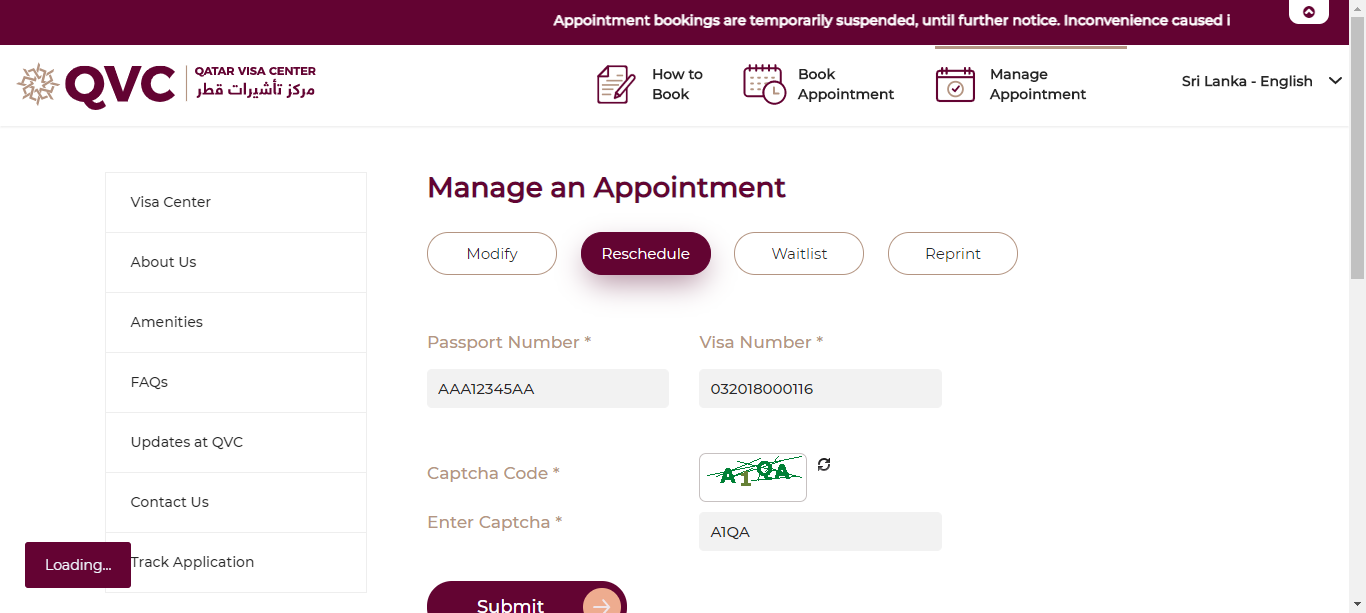 Appointment bookings are temporarily suspended, until further notice. Inconvenience caused i
QVC
QATAR VISA CENTER
مركز تأشيرات قطر
How to
Book
Book
Appointment
Manage
Appointment
Sri Lanka - English
Visa Center
About Us
Amenities
FAQs
Updates at QVC
Contact Us
Track Application
Loading...
Manage an Appointment
Modify
Reschedule
Waitlist
Reprint
Passport Number *
Visa Number *
AAA12345AA
032018000116
Captcha Code *
A1QA
Enter Captcha *
A1QA
Submit